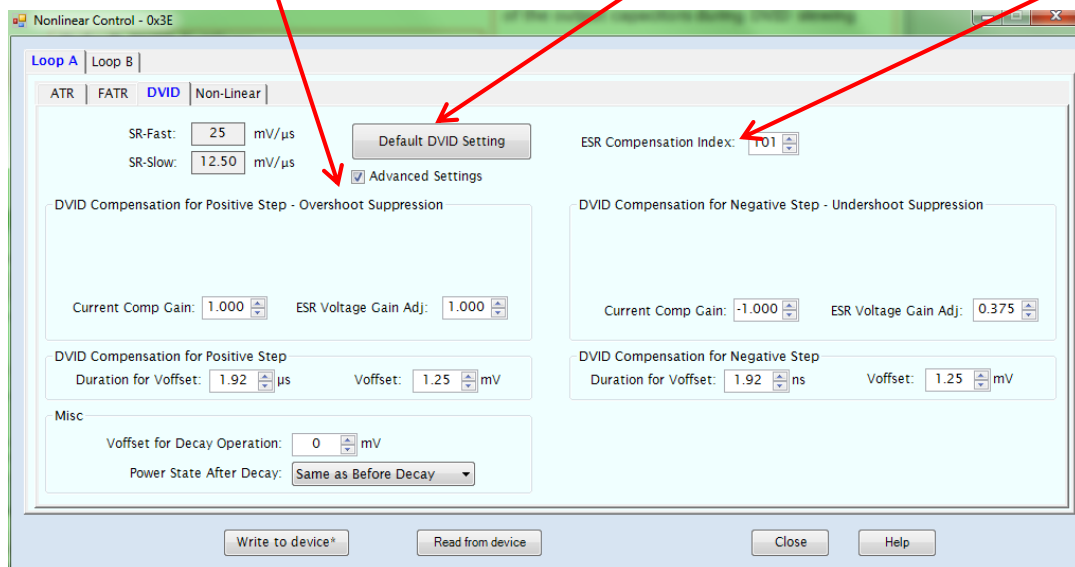 of the output capacitors during DVID slewing
Nonlinear Control - 0x3E
Loop A Loop B
ATR FATR DVID Non-Linear
SR-Fast: 25 mV/µs Default DVID Setting ESR Compensation Index: 101
SR-Slow: 12.50 mV/µs Advanced Settings
DVID Compensation for Positive Step - Overshoot Suppression DVID Compensation for Negative Step - Undershoot Suppression
Current Comp Gain: 1.000 ESR Voltage Gain Adj: 1.000 Current Comp Gain: -1.000 ESR Voltage Gain Adj: 0.375
DVID Compensation for Positive Step DVID Compensation for Negative Step
Duration for Voffset: 1.92 µs Voffset: 1.25 mV Duration for Voffset: 1.92 ns Voffset: 1.25 mV
Misc
Voffset for Decay Operation: 0 mV
Power State After Decay: Same as Before Decay
Write to device* Read from device Close Help